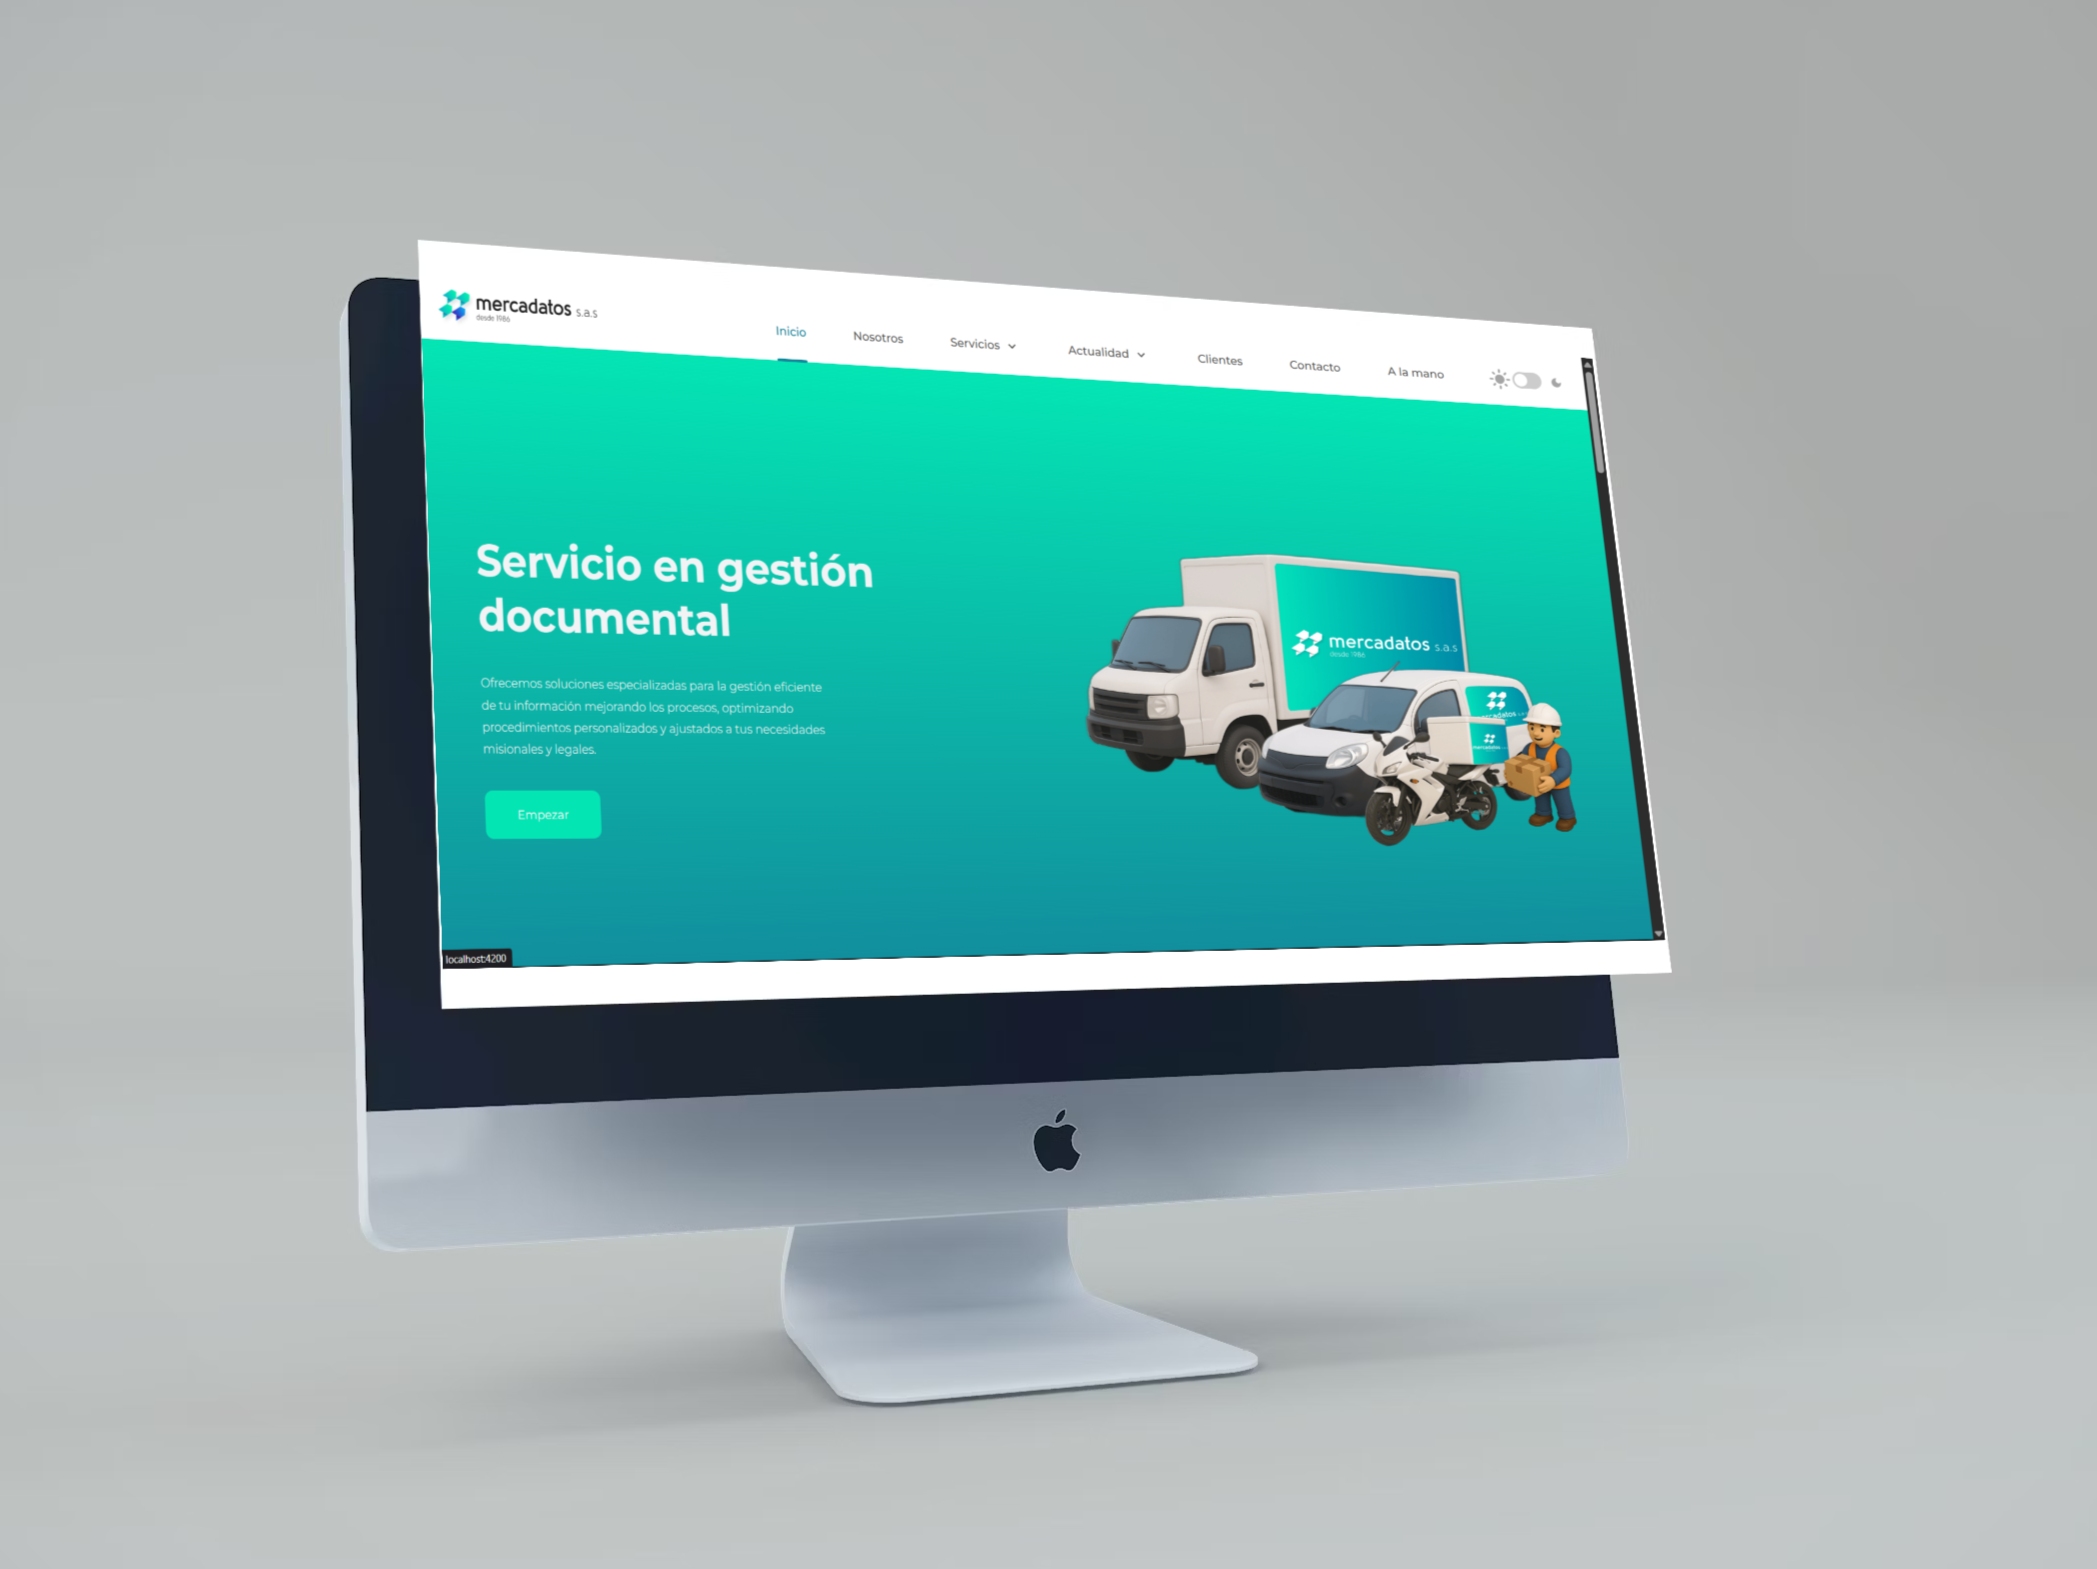 mercadatos s.a.s
desde 1986
Inicio
Nosotros
Servicios
Actualidad
Clientes
Contacto
A la mano
Servicio en gestión
documental
Ofrecemos soluciones especializadas para la gestión eficiente
de tu información mejorando los procesos, optimizando
procedimientos personalizados y ajustados a tus necesidades
misionales y legales.
Empezar
mercadatos s.a.s
desde 1986
mercadatos
localhost:4200